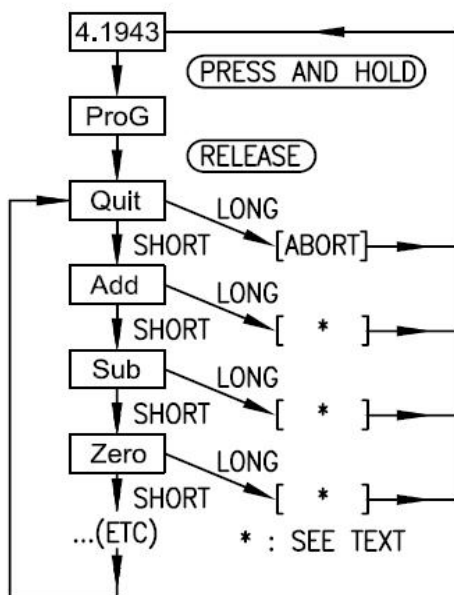 4.1943
PRESS AND HOLD
ProG
RELEASE
Quit
LONG
SHORT
[ABORT]
Add
LONG
SHORT
[ * ]
Sub
LONG
SHORT
[ * ]
Zero
LONG
SHORT
[ * ]
...(ETC)
* : SEE TEXT